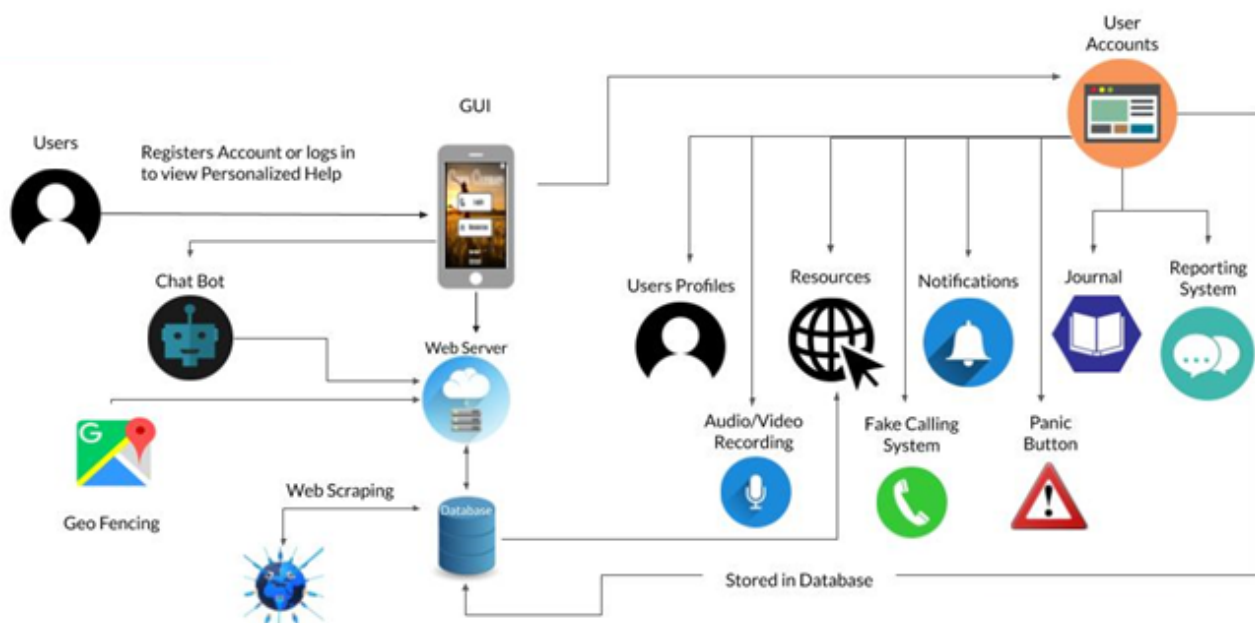 User
Accounts
GUI
Users
Registers Account or logs in
to view Personalized Help
Chat Bot
Users Profiles
Resources
Notifications
Journal
Reporting
System
Web Server
Audio/Video
Recording
Fake Calling
System
Panic
Button
G
Geo Fencing
Web Scraping
Database
Stored in Database